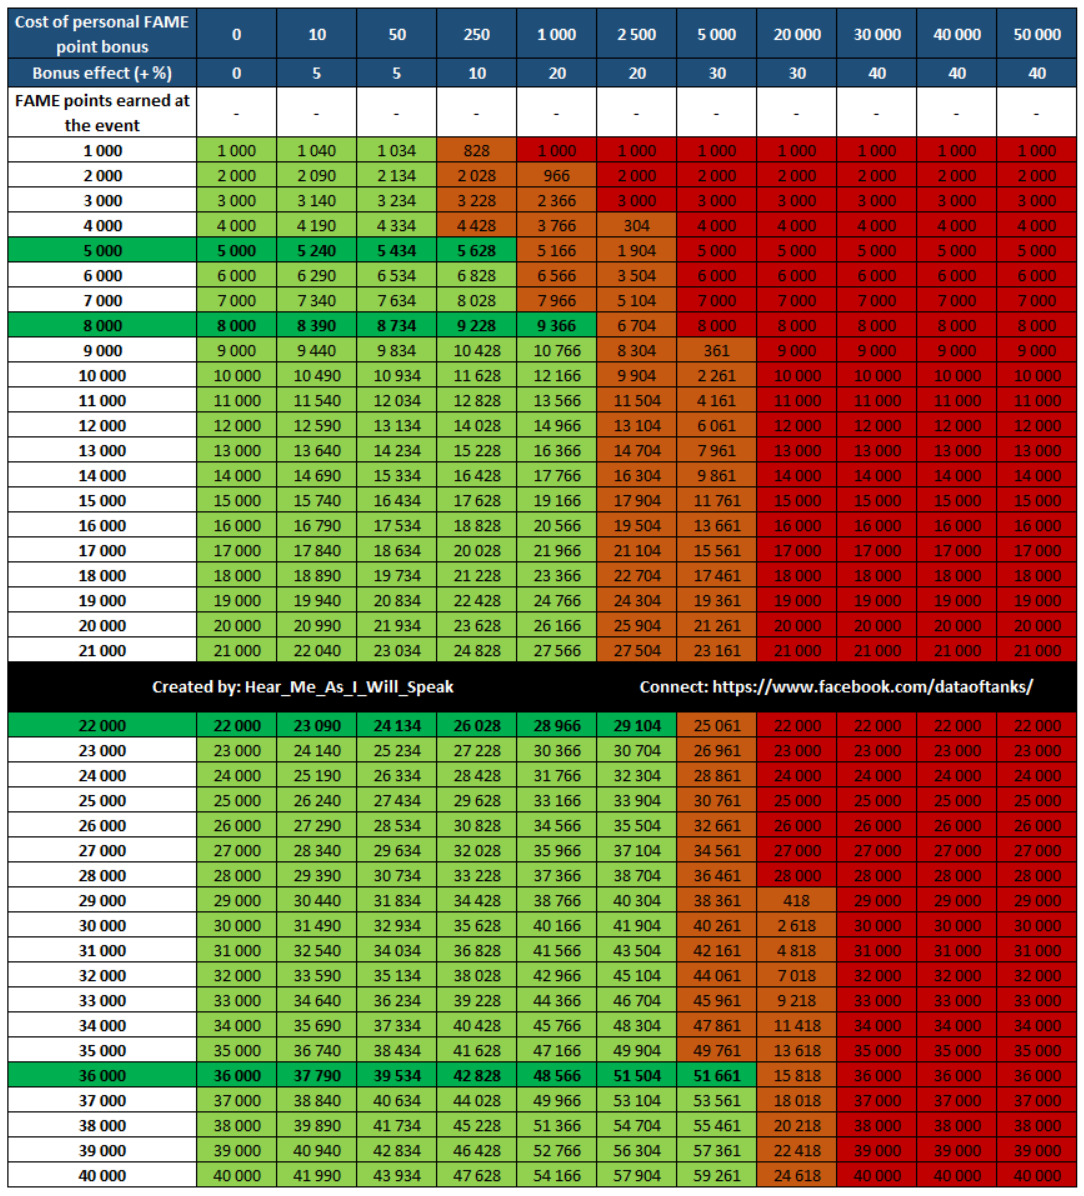 Cost of personal FAME
point bonus 0 10 50 250 1 000 2 500 5 000 20 000 30 000 40 000 50 000
Bonus effect (+ %) 0 5 5 10 20 20 30 30 40 40 40
FAME points earned at
the event - - - - - - - - - - -
1 000 1 000 1 040 1 034 828 1 000 1 000 1 000 1 000 1 000 1 000 1 000
2 000 2 000 2 090 2 134 2 028 966 2 000 2 000 2 000 2 000 2 000 2 000
3 000 3 000 3 140 3 234 3 228 2 366 3 000 3 000 3 000 3 000 3 000 3 000
4 000 4 000 4 190 4 334 4 428 3 766 304 4 000 4 000 4 000 4 000 4 000
5 000 5 000 5 240 5 434 5 628 5 166 1 904 5 000 5 000 5 000 5 000 5 000
6 000 6 000 6 290 6 534 6 828 6 566 3 504 6 000 6 000 6 000 6 000 6 000
7 000 7 000 7 340 7 634 8 028 7 966 5 104 7 000 7 000 7 000 7 000 7 000
8 000 8 000 8 390 8 734 9 228 9 366 6 704 8 000 8 000 8 000 8 000 8 000
9 000 9 000 9 440 9 834 10 428 10 766 8 304 361 9 000 9 000 9 000 9 000
10 000 10 000 10 490 10 934 11 628 12 166 9 904 2 261 10 000 10 000 10 000 10 000
11 000 11 000 11 540 12 034 12 828 13 566 11 504 4 161 11 000 11 000 11 000 11 000
12 000 12 000 12 590 13 134 14 028 14 966 13 104 6 061 12 000 12 000 12 000 12 000
13 000 13 000 13 640 14 234 15 228 16 366 14 704 7 961 13 000 13 000 13 000 13 000
14 000 14 000 14 690 15 334 16 428 17 766 16 304 9 861 14 000 14 000 14 000 14 000
15 000 15 000 15 740 16 434 17 628 19 166 17 904 11 761 15 000 15 000 15 000 15 000
16 000 16 000 16 790 17 534 18 828 20 566 19 504 13 661 16 000 16 000 16 000 16 000
17 000 17 000 17 840 18 634 20 028 21 966 21 104 15 561 17 000 17 000 17 000 17 000
18 000 18 000 18 890 19 734 21 228 23 366 22 704 17 461 18 000 18 000 18 000 18 000
19 000 19 000 19 940 20 834 22 428 24 766 24 304 19 361 19 000 19 000 19 000 19 000
20 000 20 000 20 990 21 934 23 628 26 166 25 904 21 261 20 000 20 000 20 000 20 000
21 000 21 000 22 040 23 034 24 828 27 566 27 504 23 161 21 000 21 000 21 000 21 000
Created by: Hear_Me_As_I_Will_Speak Connect: https://www.facebook.com/dataoftanks/
22 000 22 000 23 090 24 134 26 028 28 966 29 104 25 061 22 000 22 000 22 000 22 000
23 000 23 000 24 140 25 234 27 228 30 366 30 704 26 961 23 000 23 000 23 000 23 000
24 000 24 000 25 190 26 334 28 428 31 766 32 304 28 861 24 000 24 000 24 000 24 000
25 000 25 000 26 240 27 434 29 628 33 166 33 904 30 761 25 000 25 000 25 000 25 000
26 000 26 000 27 290 28 534 30 828 34 566 35 504 32 661 26 000 26 000 26 000 26 000
27 000 27 000 28 340 29 634 32 028 35 966 37 104 34 561 27 000 27 000 27 000 27 000
28 000 28 000 29 390 30 734 33 228 37 366 38 704 36 461 28 000 28 000 28 000 28 000
29 000 29 000 30 440 31 834 34 428 38 766 40 304 38 361 418 29 000 29 000 29 000
30 000 30 000 31 490 32 934 35 628 40 166 41 904 40 261 2 618 30 000 30 000 30 000
31 000 31 000 32 540 34 034 36 828 41 566 43 504 42 161 4 818 31 000 31 000 31 000
32 000 32 000 33 590 35 134 38 028 42 966 45 104 44 061 7 018 32 000 32 000 32 000
33 000 33 000 34 640 36 234 39 228 44 366 46 704 45 961 9 218 33 000 33 000 33 000
34 000 34 000 35 690 37 334 40 428 45 766 48 304 47 861 11 418 34 000 34 000 34 000
35 000 35 000 36 740 38 434 41 628 47 166 49 904 49 761 13 618 35 000 35 000 35 000
36 000 36 000 37 790 39 534 42 828 48 566 51 504 51 661 15 818 36 000 36 000 36 000
37 000 37 000 38 840 40 634 44 028 49 966 53 104 53 561 18 018 37 000 37 000 37 000
38 000 38 000 39 890 41 734 45 228 51 366 54 704 55 461 20 218 38 000 38 000 38 000
39 000 39 000 40 940 42 834 46 428 52 766 56 304 57 361 22 418 39 000 39 000 39 000
40 000 40 000 41 990 43 934 47 628 54 166 57 904 59 261 24 618 40 000 40 000 40 000